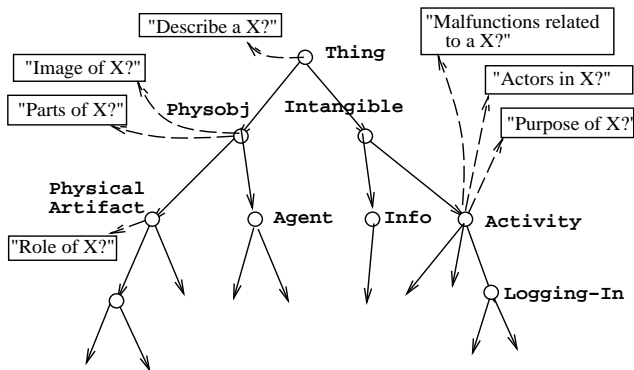 "Describe a X?"
"Malfunctions related
to a X?"
Thing
"Image of X?"
"Actors in X?"
"Parts of X?"
Physobj
Intangible
"Purpose of X?"
Physical
Artifact
Agent
Info
Activity
"Role of X?"
Logging-In